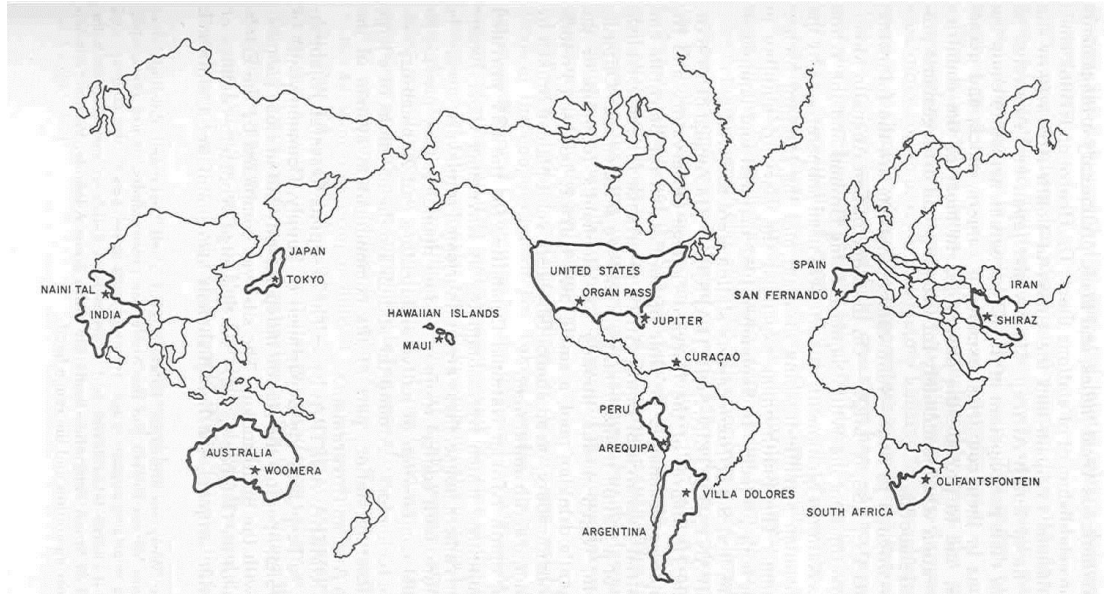 JAPAN
TOKYO
NAINI TAL
INDIA
HAWAIIAN ISLANDS
MAUI
AUSTRALIA
WOOMERA
UNITED STATES
ORGAN PASS
JUPITER
CURAÇAO
PERU
AREQUIPA
VILLA DOLORES
ARGENTINA
SPAIN
SAN FERNANDO
IRAN
SHIRAZ
OLIFANTSFONTEIN
SOUTH AFRICA